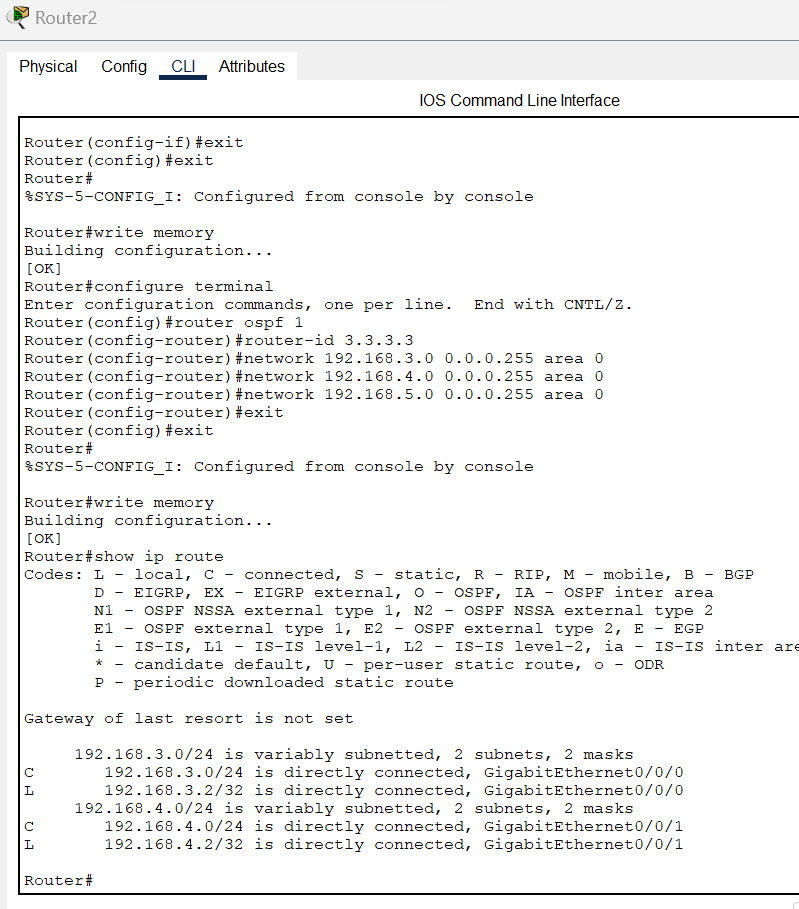 Router2
Physical Config CLI Attributes
IOS Command Line Interface
Router(config-if)#exit
Router(config)#exit
Router#
%SYS-5-CONFIG_I: Configured from console by console
Router#write memory
Building configuration...
[OK]
Router#configure terminal
Enter configuration commands, one per line.  End with CNTL/Z.
Router(config)#router ospf 1
Router(config-router)#router-id 3.3.3.3
Router(config-router)#network 192.168.3.0 0.0.0.255 area 0
Router(config-router)#network 192.168.4.0 0.0.0.255 area 0
Router(config-router)#network 192.168.5.0 0.0.0.255 area 0
Router(config-router)#exit
Router(config)#exit
Router#
%SYS-5-CONFIG_I: Configured from console by console
Router#write memory
Building configuration...
[OK]
Router#show ip route
Codes: L - local, C - connected, S - static, R - RIP, M - mobile, B - BGP
D - EIGRP, EX - EIGRP external, O - OSPF, IA - OSPF inter area
N1 - OSPF NSSA external type 1, N2 - OSPF NSSA external type 2
E1 - OSPF external type 1, E2 - OSPF external type 2, E - EGP
i - IS-IS, L1 - IS-IS level-1, L2 - IS-IS level-2, ia - IS-IS inter are
* - candidate default, U - per-user static route, o - ODR
P - periodic downloaded static route
Gateway of last resort is not set
192.168.3.0/24 is variably subnetted, 2 subnets, 2 masks
C 192.168.3.0/24 is directly connected, GigabitEthernet0/0/0
L 192.168.3.2/32 is directly connected, GigabitEthernet0/0/0
192.168.4.0/24 is variably subnetted, 2 subnets, 2 masks
C 192.168.4.0/24 is directly connected, GigabitEthernet0/0/1
L 192.168.4.2/32 is directly connected, GigabitEthernet0/0/1
Router#